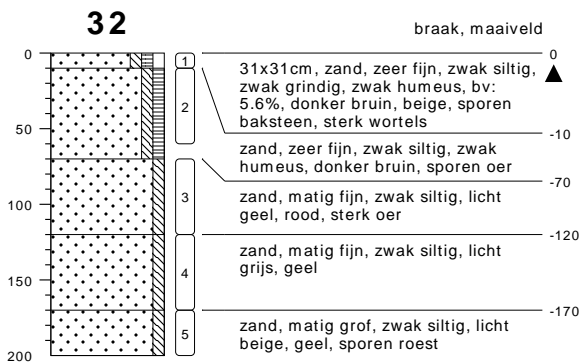 32
braak, maaiveld
0
1
0
31x31cm, zand, zeer fijn, zwak siltig,
zwak grindig, zwak humeus, bv:
5.6%, donker bruin, beige, sporen
baksteen, sterk wortels
2
-10
50
zand, zeer fijn, zwak siltig, zwak
humeus, donker bruin, sporen oer
-70
3
zand, matig fijn, zwak siltig, licht
geel, rood, sterk oer
100
-120
4
zand, matig fijn, zwak siltig, licht
grijs, geel
150
-170
5
zand, matig grof, zwak siltig, licht
beige, geel, sporen roest
200